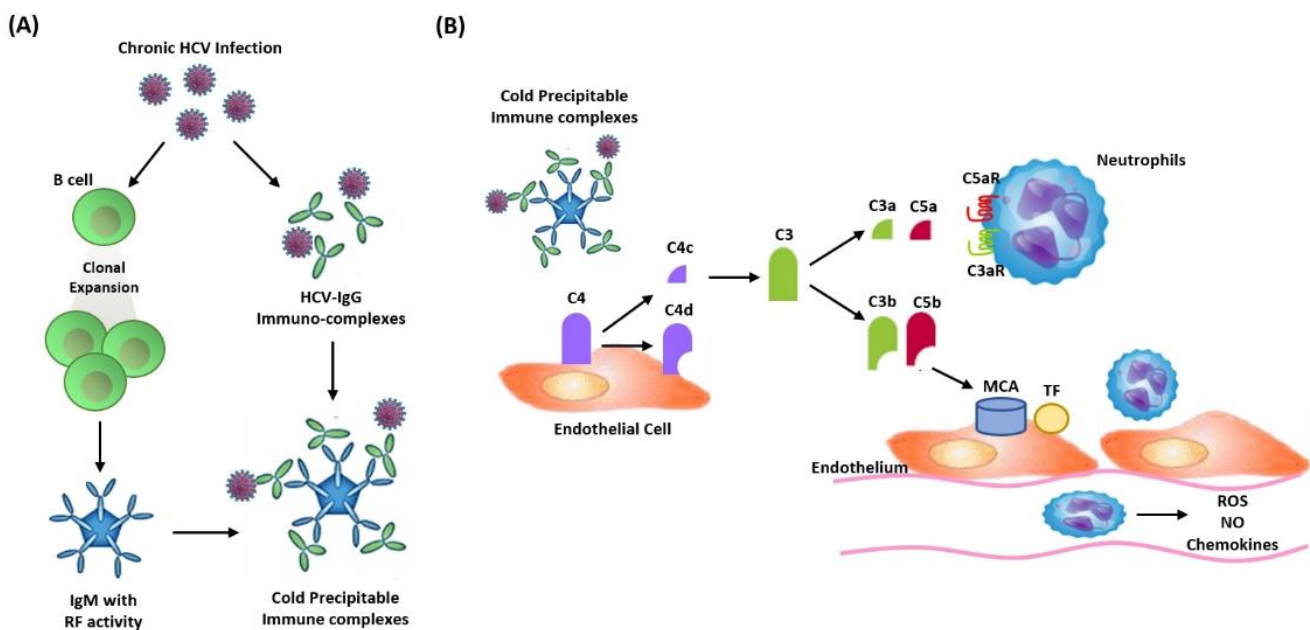 (A)
Chronic HCV Infection
B cell
Clonal
Expansion
HCV-IgG
Immuno-complexes
IgM with
RF activity
Cold Precipitable
Immune complexes
(B)
Cold Precipitable
Immune complexes
C4
C4c
C4d
Endothelial Cell
C3
C3a
C5a
C5aR
C3aR
Neutrophils
C3b
C5b
MCA
TF
Endothelium
ROS
NO
Chemokines